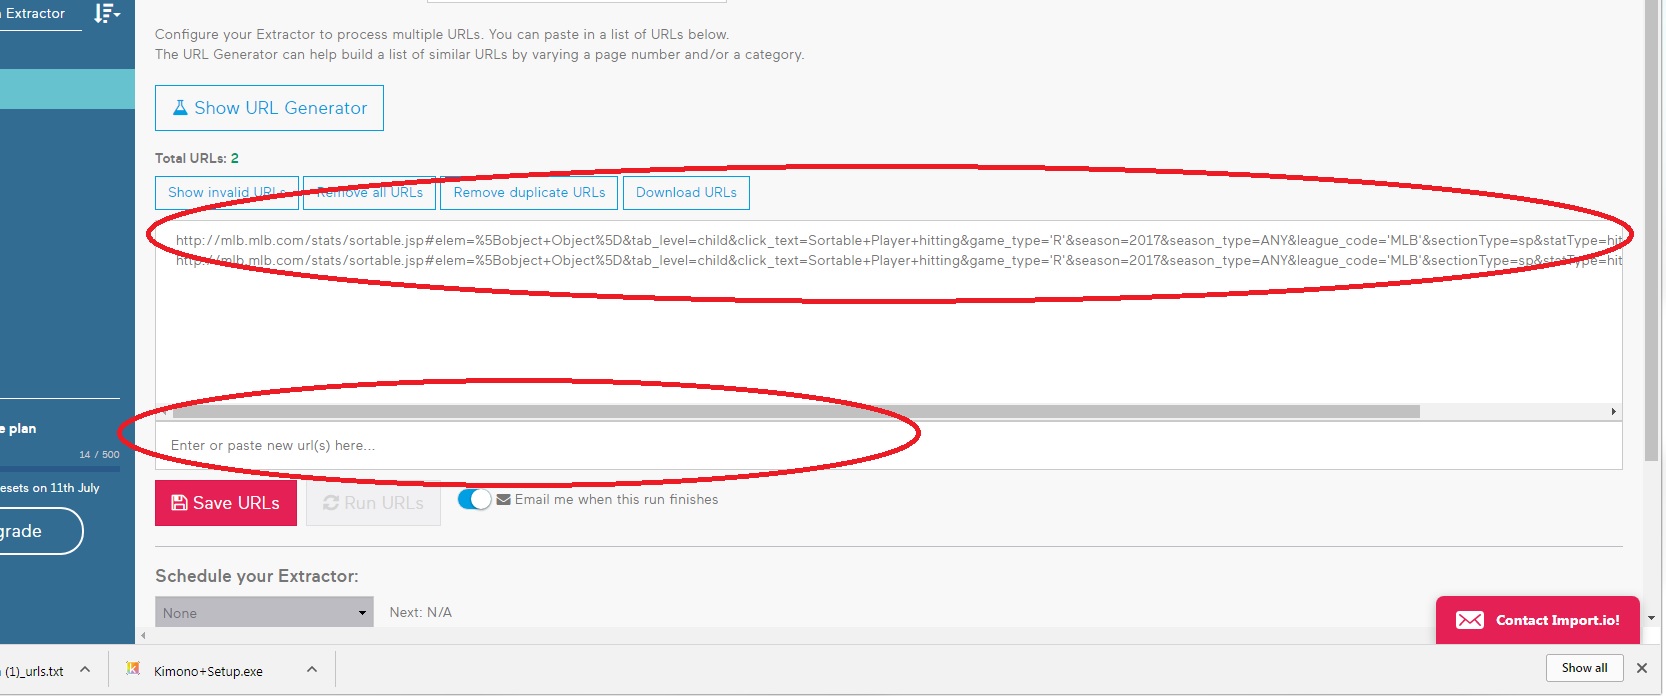 Extractor
Configure your Extractor to process multiple URLs. You can paste in a list of URLs below.
The URL Generator can help build a list of similar URLs by varying a page number and/or a category.
Show URL Generator
Total URLs: 2
Show invalid URLs Remove all URLs Remove duplicate URLs Download URLs
http://mlb.mlb.com/stats/sortable.jsp#elem=%5Bobject+Object%5D&tab_level=child&click_text=Sortable+Player+hitting&game_type='R'&season=2017&season_type=ANY&league_code='MLB'&sectionType=sp&statType=hit
http://mlb.mlb.com/stats/sortable.jsp#elem=%5Bobject+Object%5D&tab_level=child&click_text=Sortable+Player+hitting&game_type='R'&season=2017&season_type=ANY&league_code='MLB'&sectionType=sp&statType=hit
e plan
14 / 500
esets on 11th July
grade
Enter or paste new url(s) here...
Save URLs Run URLs Email me when this run finishes
Schedule your Extractor:
None Next: N/A
Contact Import.io!
(1)_urls.txt Kimono+Setup.exe Show all